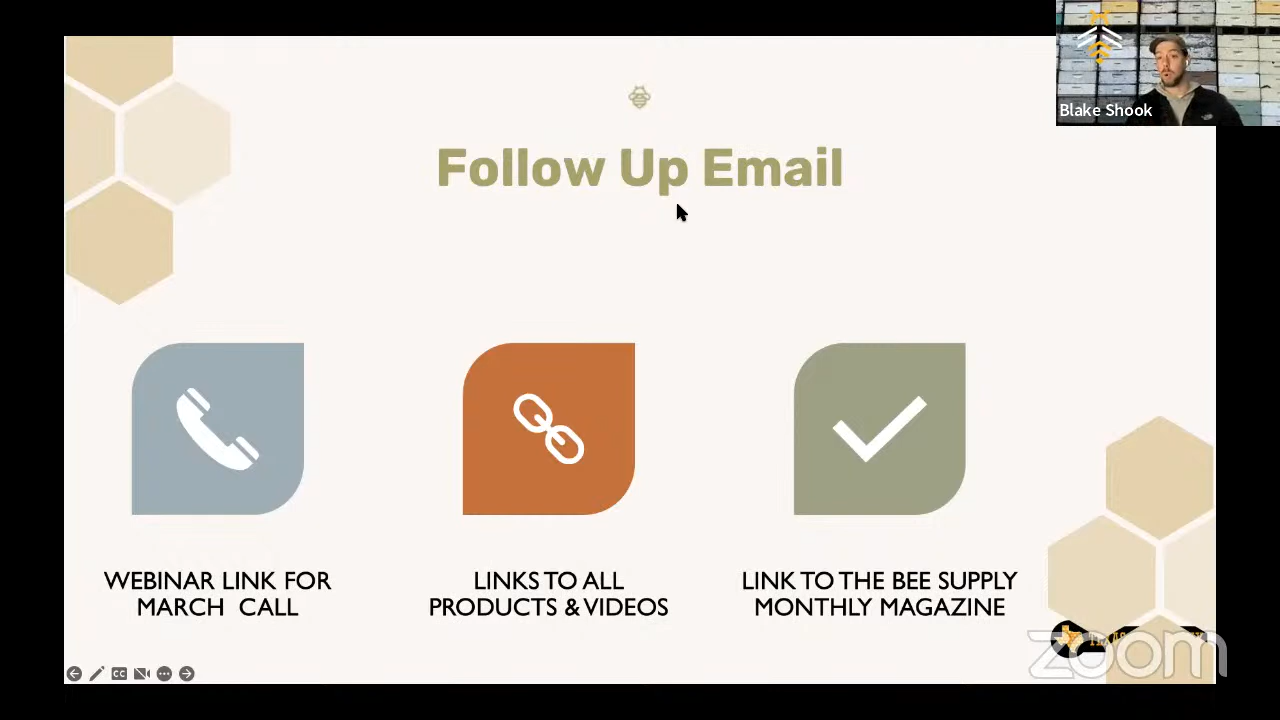 Blake Shook
Follow Up Email
WEBINAR LINK FOR
MARCH CALL
LINKS TO ALL
PRODUCTS & VIDEOS
LINK TO THE BEE SUPPLY
MONTHLY MAGAZINE
CC
zoom